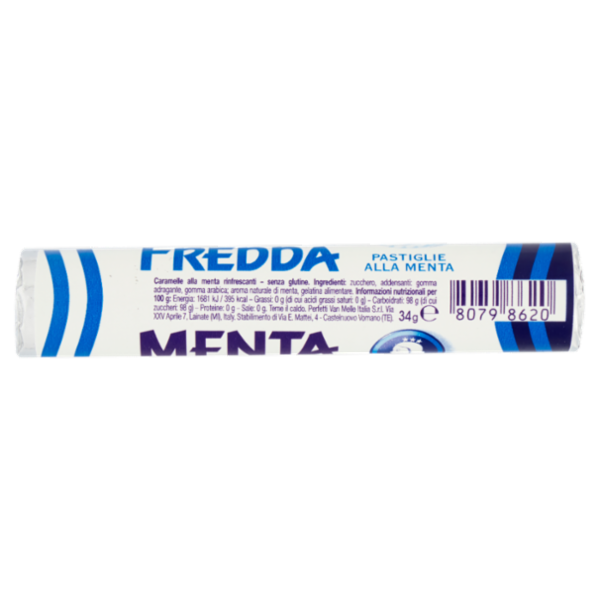 FREDDA
PASTIGLIE
ALLA MENTA
Caramelle alla menta rinfrescanti – senza glutine. Ingredienti: zucchero, addensanti: gomma
adragante, gomma arabica; aroma naturale di menta, gelatina alimentare. Informazioni nutrizionali per
100 g: Energia: 1681 kJ / 395 kcal – Grassi: 0 g (di cui acidi grassi saturi: 0 g) – Carboidrati: 98 g (di cui
zuccheri: 98 g) – Proteine: 0 g – Sale: 0 g. Teme il caldo. Perfetti Van Melle Italia S.r.l. Via
XXV Aprile 7, Lainate (MI), Italy. Stabilimento di Via E. Mattei, 4 - Castelnuovo Vomano (TE).
34g e
8079 8620
MENTA